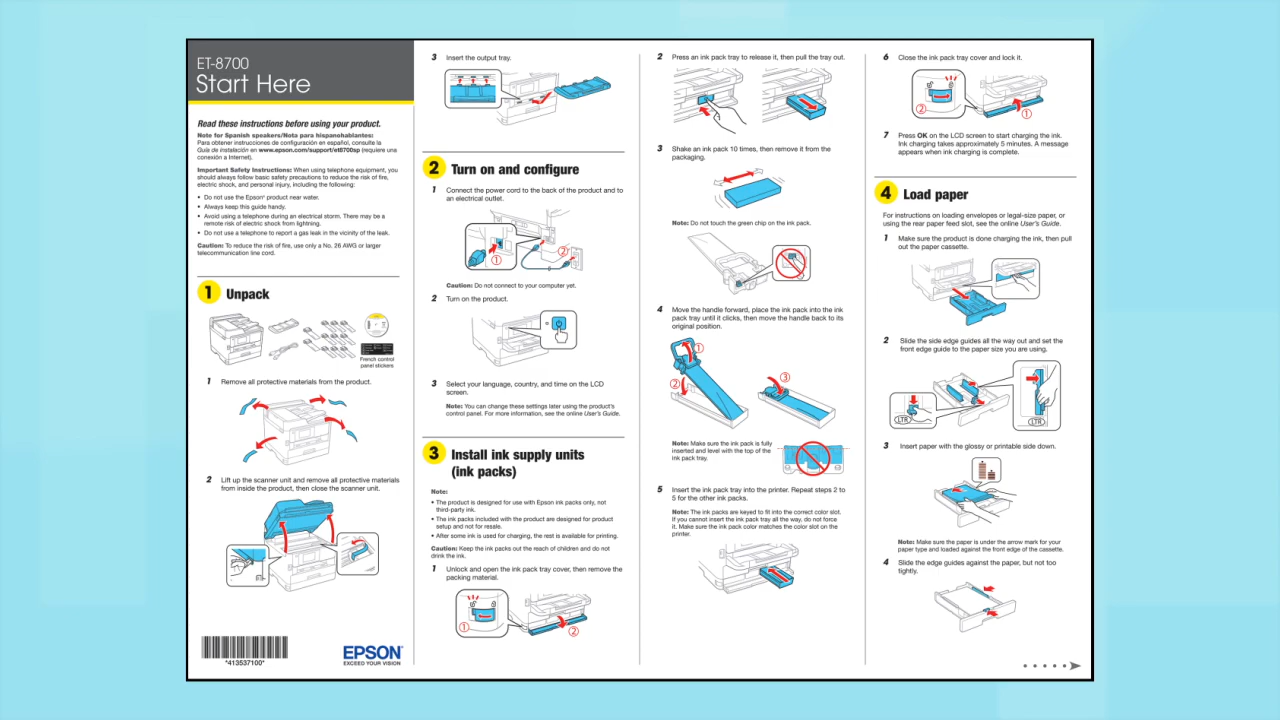 ET-8700
Start Here
Read these instructions before using your product.
Note for Spanish speakers/Nota para hispanohablantes:
Para obtener instrucciones de configuración en español, consulte la
Guía de instalación en www.epson.com/support/et8700sp (requiere una
conexión a Internet).
Important Safety Instructions: When using telephone equipment, you
should always follow basic safety precautions to reduce the risk of fire,
electric shock, and personal injury, including the following:
• Do not use the Epson® product near water.
• Always keep this guide handy.
• Avoid using a telephone during an electrical storm. There may be a
remote risk of electric shock from lightning.
• Do not use a telephone to report a gas leak in the vicinity of the leak.
Caution: To reduce the risk of fire, use only a No. 26 AWG or larger
telecommunication line cord.
1 Unpack
French control
panel stickers
1 Remove all protective materials from the product.
2 Lift up the scanner unit and remove all protective materials
from inside the product, then close the scanner unit.
*413537100*
EPSON®
EXCEED YOUR VISION
3 Insert the output tray.
2 Turn on and configure
1 Connect the power cord to the back of the product and to
an electrical outlet.
① ②
Caution: Do not connect to your computer yet.
2 Turn on the product.
3 Select your language, country, and time on the LCD
screen.
Note: You can change these settings later using the product's
control panel. For more information, see the online User's Guide.
3 Install ink supply units
(ink packs)
Note:
• The product is designed for use with Epson ink packs only, not
third-party ink.
• The ink packs included with the product are designed for product
setup and not for resale.
• After some ink is used for charging, the rest is available for printing.
Caution: Keep the ink packs out the reach of children and do not
drink the ink.
1 Unlock and open the ink pack tray cover, then remove the
packing material.
① ②
2 Press an ink pack tray to release it, then pull the tray out.
3 Shake an ink pack 10 times, then remove it from the
packaging.
Note: Do not touch the green chip on the ink pack.
4 Move the handle forward, place the ink pack into the ink
pack tray until it clicks, then move the handle back to its
original position.
① ② ③
Note: Make sure the ink pack is fully
inserted and level with the top of the
ink pack tray.
5 Insert the ink pack tray into the printer. Repeat steps 2 to
5 for the other ink packs.
Note: The ink packs are keyed to fit into the correct color slot.
If you cannot insert the ink pack tray all the way, do not force
it. Make sure the ink pack color matches the color slot on the
printer.
6 Close the ink pack tray cover and lock it.
② ①
7 Press OK on the LCD screen to start charging the ink.
Ink charging takes approximately 5 minutes. A message
appears when ink charging is complete.
4 Load paper
For instructions on loading envelopes or legal-size paper, or
using the rear paper feed slot, see the online User's Guide.
1 Make sure the product is done charging the ink, then pull
out the paper cassette.
2 Slide the side edge guides all the way out and set the
front edge guide to the paper size you are using.
LTR LTR
3 Insert paper with the glossy or printable side down.
Note: Make sure the paper is under the arrow mark for your
paper type and loaded against the front edge of the cassette.
4 Slide the edge guides against the paper, but not too
tightly.